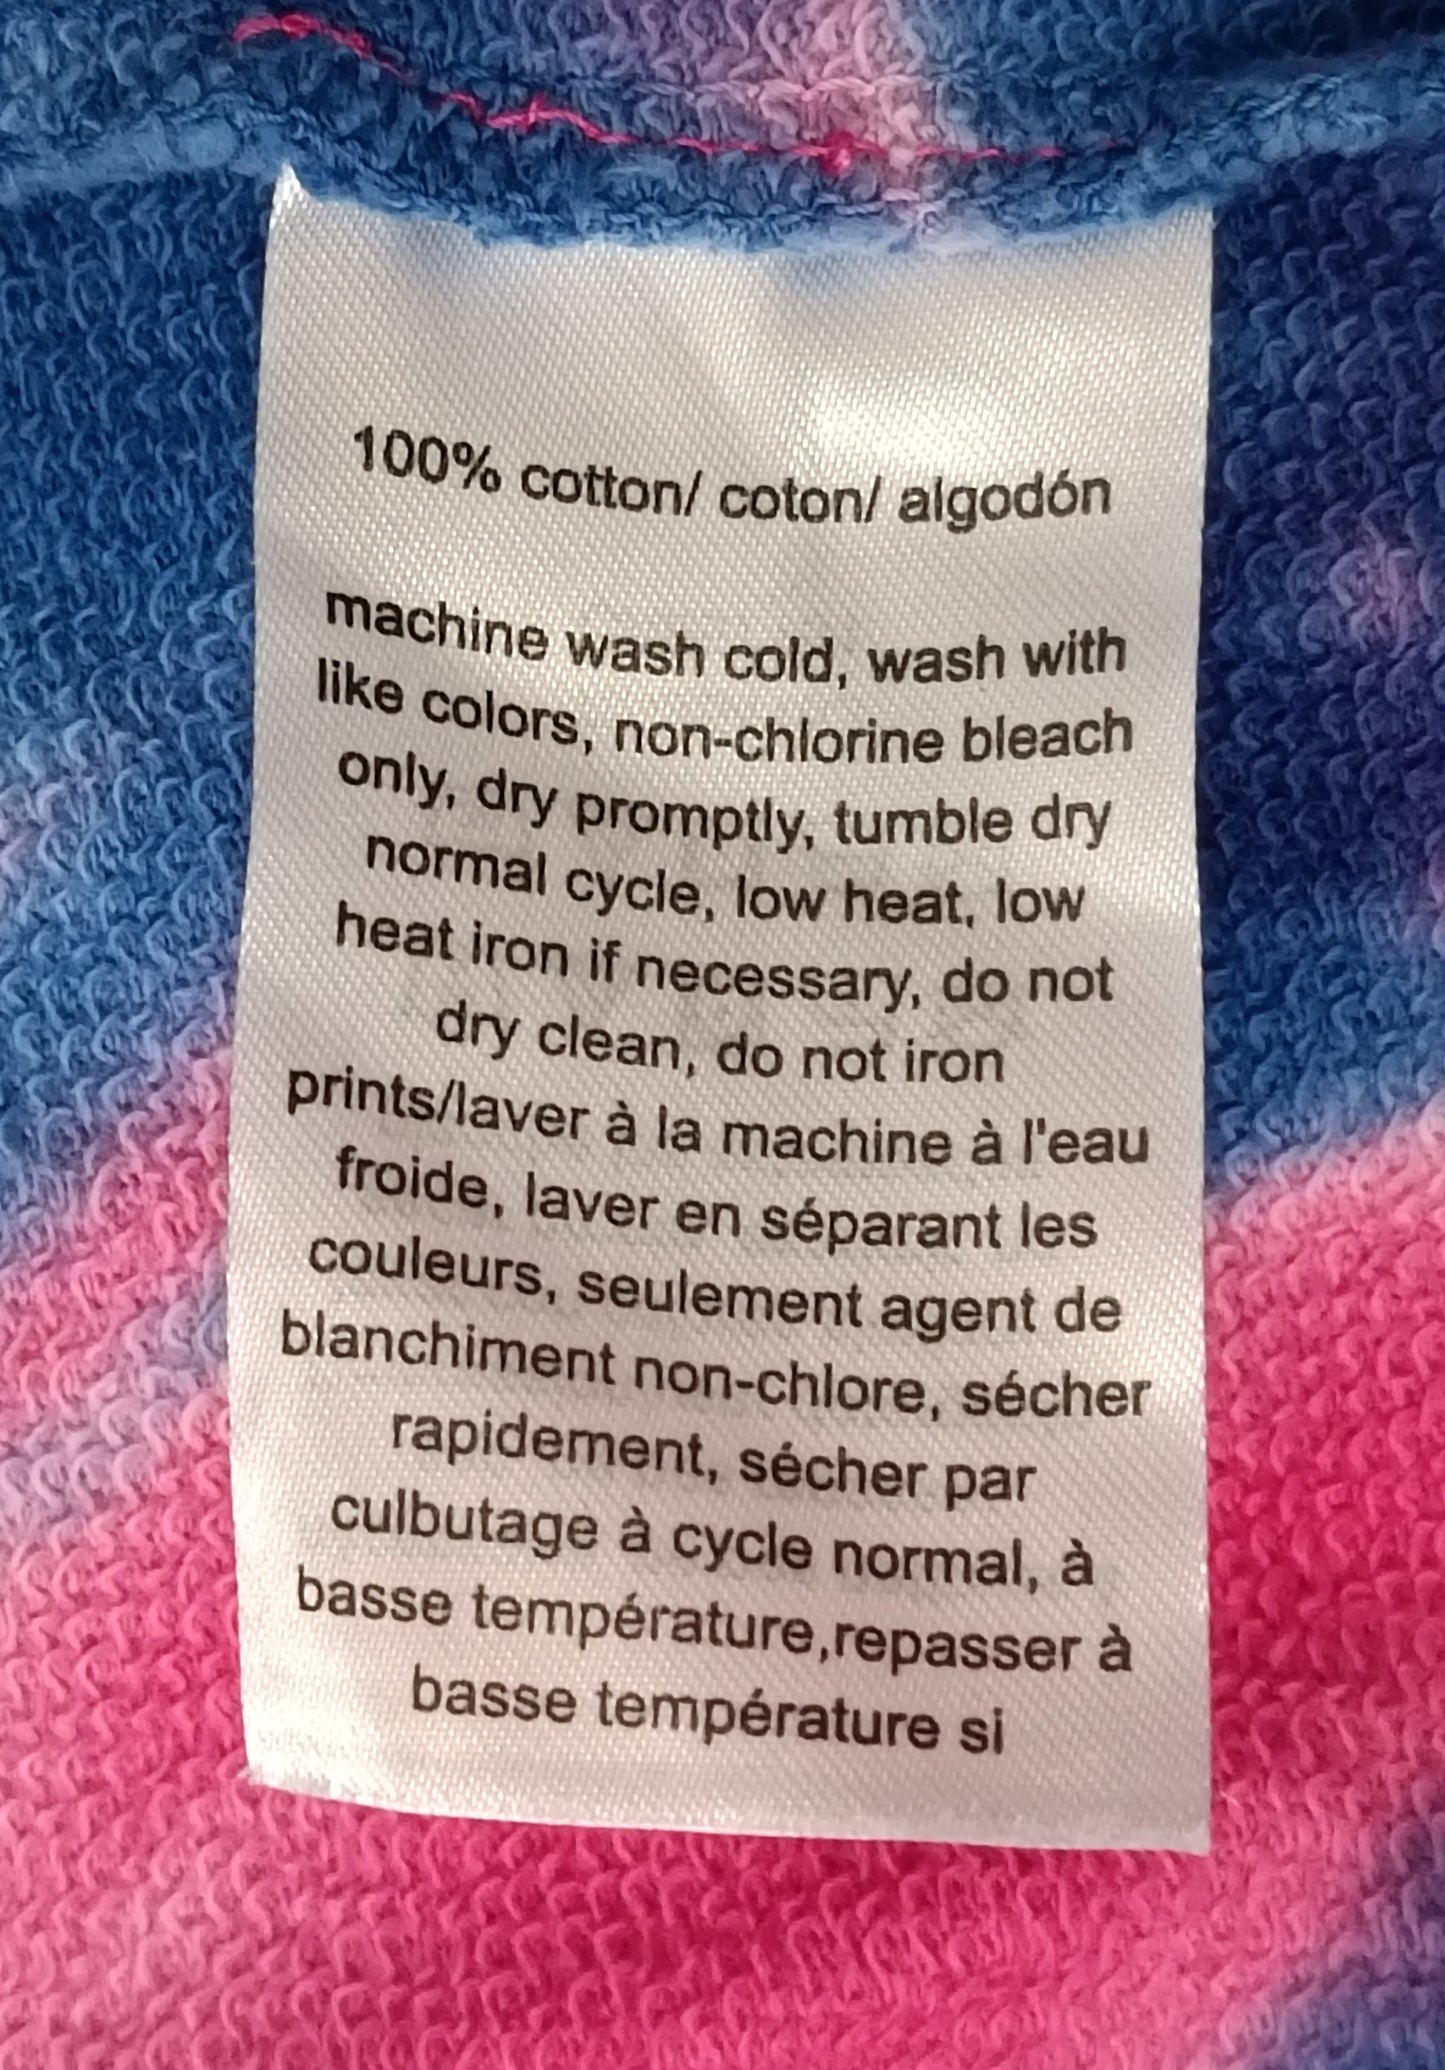 100% cotton/ coton/ algodón
machine wash cold, wash with
like colors, non-chlorine bleach
only, dry promptly, tumble dry
normal cycle, low heat, low
heat iron if necessary, do not
dry clean, do not iron
prints/laver à la machine à l'eau
froide, laver en séparant les
couleurs, seulement agent de
blanchiment non-chlore, sécher
rapidement, sécher par
culbutage à cycle normal, à
basse température,repasser à
basse température si